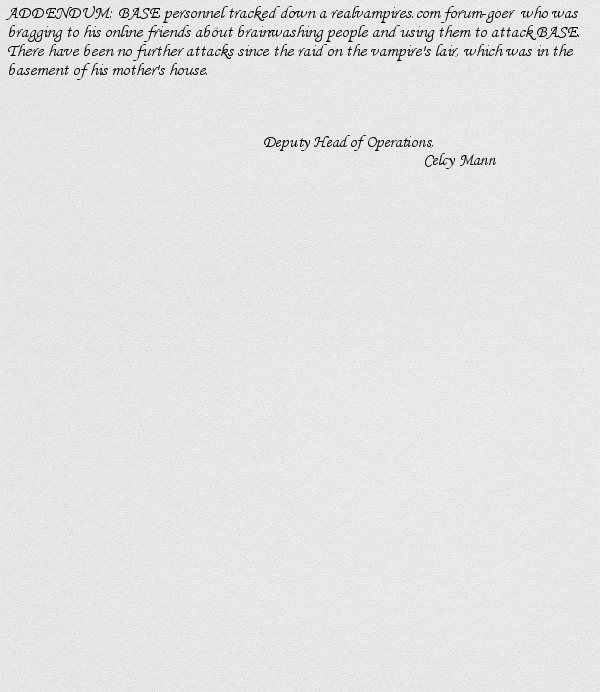 ADDENDUM: BASE personnel tracked down a realvampires.com forum-goer who was
bragging to his online friends about brainwashing people and using them to attack BASE.
There have been no further attacks since the raid on the vampire's lair, which was in the
basement of his mother's house.
Deputy Head of Operations,
Celcy Mann